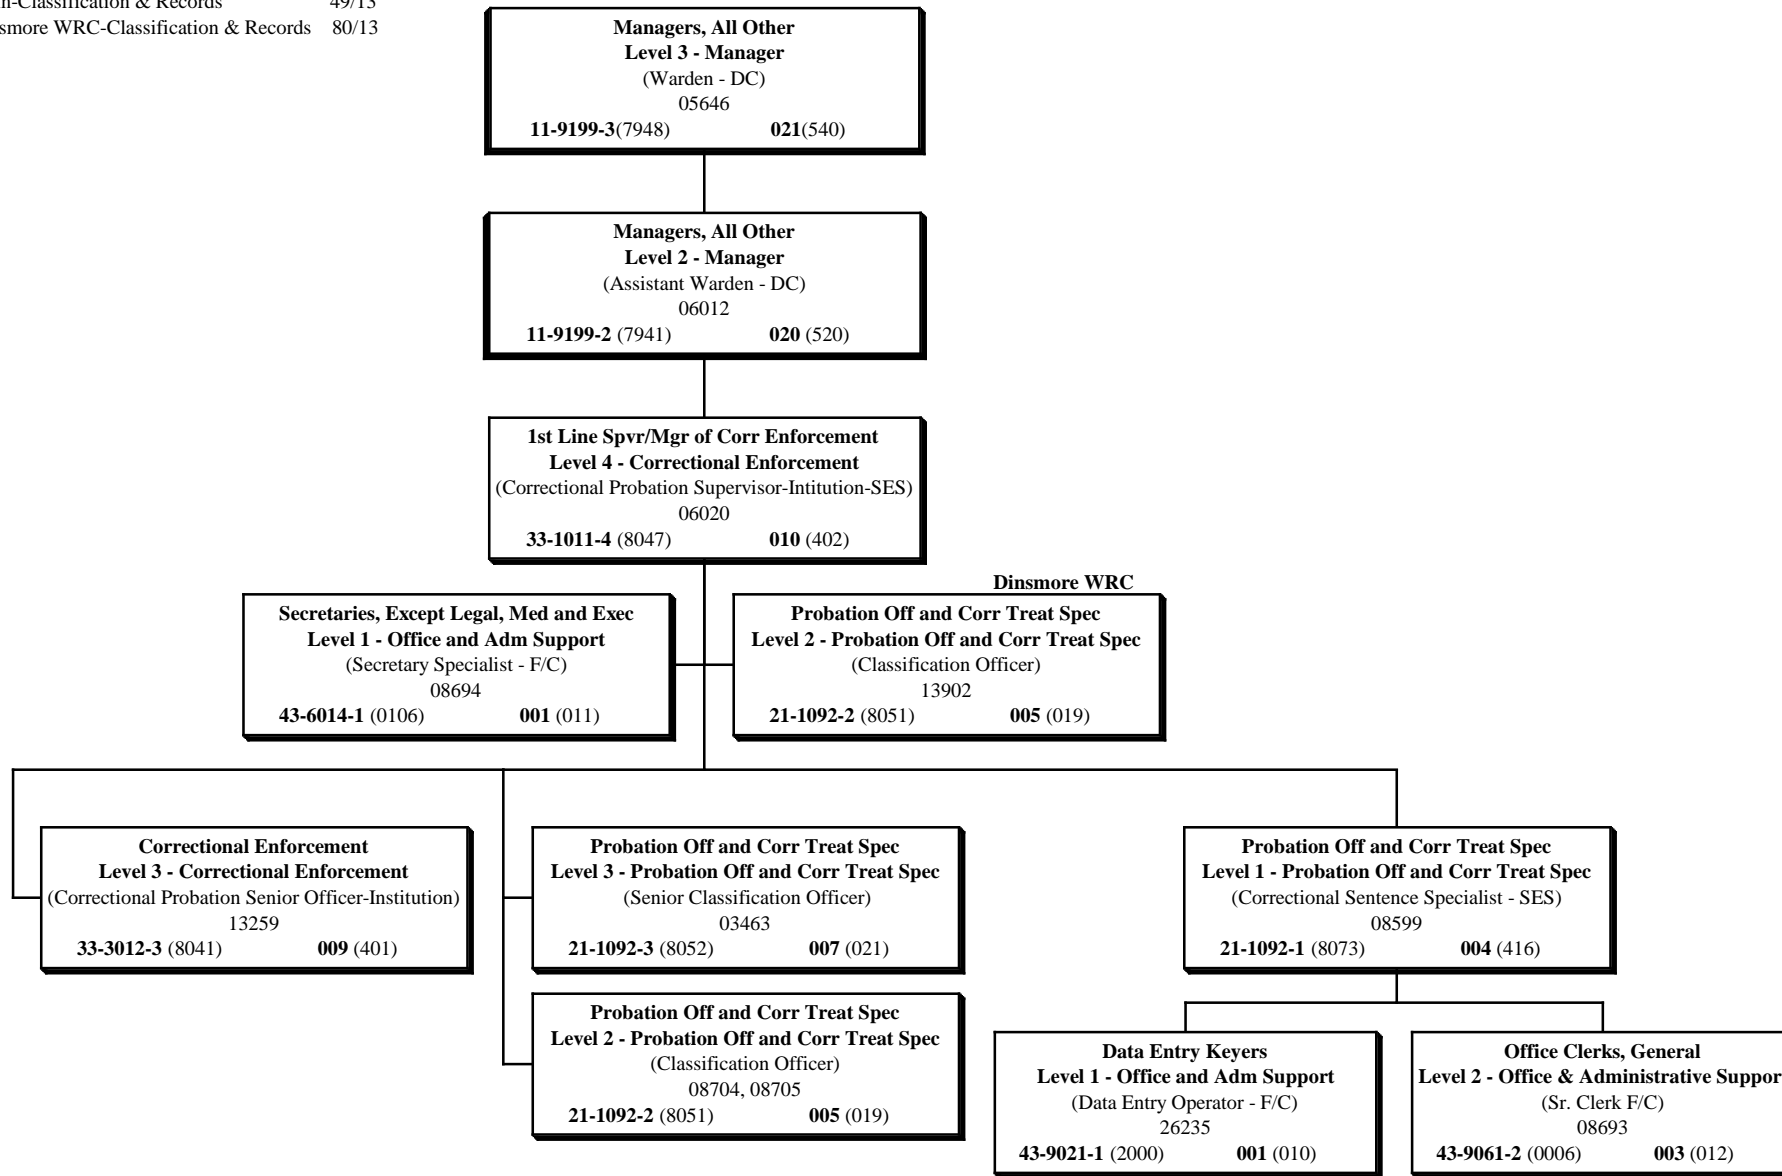 -Classification & Records 49/13
smore WRC-Classification & Records 80/13
Managers, All Other
Level 3 - Manager
(Warden - DC)
05646
11-9199-3(7948) 021(540)
Managers, All Other
Level 2 - Manager
(Assistant Warden - DC)
06012
11-9199-2 (7941) 020 (520)
1st Line Spvr/Mgr of Corr Enforcement
Level 4 - Correctional Enforcement
(Correctional Probation Supervisor-Intitution-SES)
06020
33-1011-4 (8047) 010 (402)
Secretaries, Except Legal, Med and Exec
Level 1 - Office and Adm Support
(Secretary Specialist - F/C)
08694
43-6014-1 (0106) 001 (011)
Dinsmore WRC
Probation Off and Corr Treat Spec
Level 2 - Probation Off and Corr Treat Spec
(Classification Officer)
13902
21-1092-2 (8051) 005 (019)
Correctional Enforcement
Level 3 - Correctional Enforcement
(Correctional Probation Senior Officer-Institution)
13259
33-3012-3 (8041) 009 (401)
Probation Off and Corr Treat Spec
Level 3 - Probation Off and Corr Treat Spec
(Senior Classification Officer)
03463
21-1092-3 (8052) 007 (021)
Probation Off and Corr Treat Spec
Level 2 - Probation Off and Corr Treat Spec
(Classification Officer)
08704, 08705
21-1092-2 (8051) 005 (019)
Probation Off and Corr Treat Spec
Level 1 - Probation Off and Corr Treat Spec
(Correctional Sentence Specialist - SES)
08599
21-1092-1 (8073) 004 (416)
Data Entry Keyers
Level 1 - Office and Adm Support
(Data Entry Operator - F/C)
26235
43-9021-1 (2000) 001 (010)
Office Clerks, General
Level 2 - Office & Administrative Suppor
(Sr. Clerk F/C)
08693
43-9061-2 (0006) 003 (012)